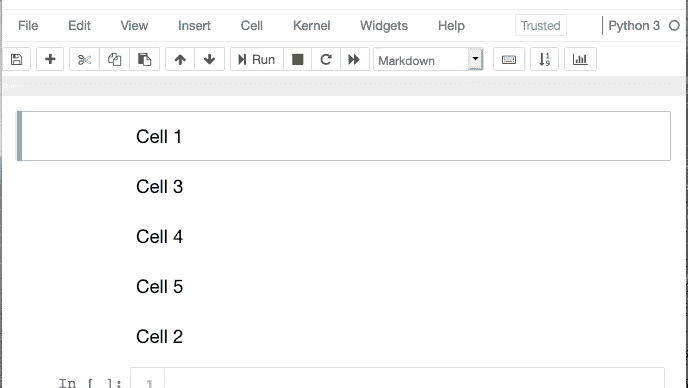 File Edit View Insert Cell Kernel Widgets Help Trusted Python 3
Run Markdown
Cell 1
Cell 3
Cell 4
Cell 5
Cell 2
In [ ]: 1